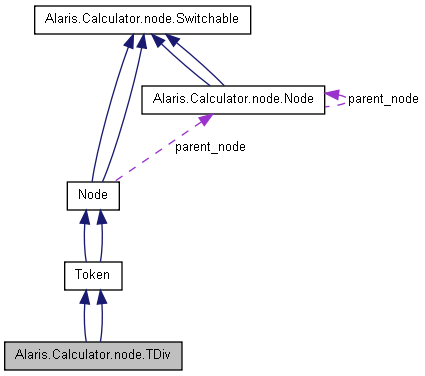 Alaris.Calculator.node.Switchable
Alaris.Calculator.node.Node
parent_node
parent_node
Node
Token
Alaris.Calculator.node.TDiv